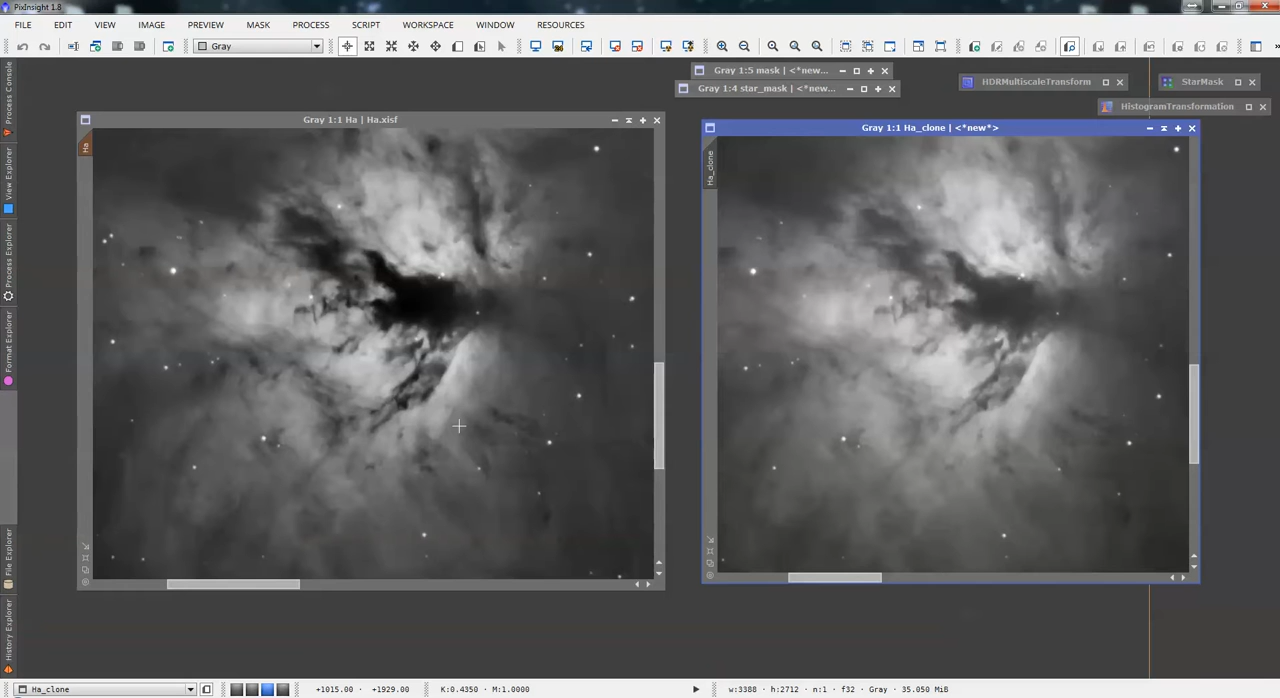 PixInsight 1.8
FILE EDIT VIEW IMAGE PREVIEW MASK PROCESS SCRIPT WORKSPACE WINDOW RESOURCES
Gray
Gray 1:5 mask | <*new...
Gray 1:4 star_mask | <*new...
HDRMultiscaleTransform
StarMask
HistogramTransformation
Gray 1:1 Ha | Ha.xisf
Gray 1:1 Ha_clone | <*new*>
Ha
Ha_clone
Process Console
View Explorer
Process Explorer
Format Explorer
File Explorer
History Explorer
Ha_clone
+1015.00 · +1929.00
K:0.4350 · M:1.0000
w:3388 · h:2712 · n:1 · f32 · Gray · 35.050 MiB